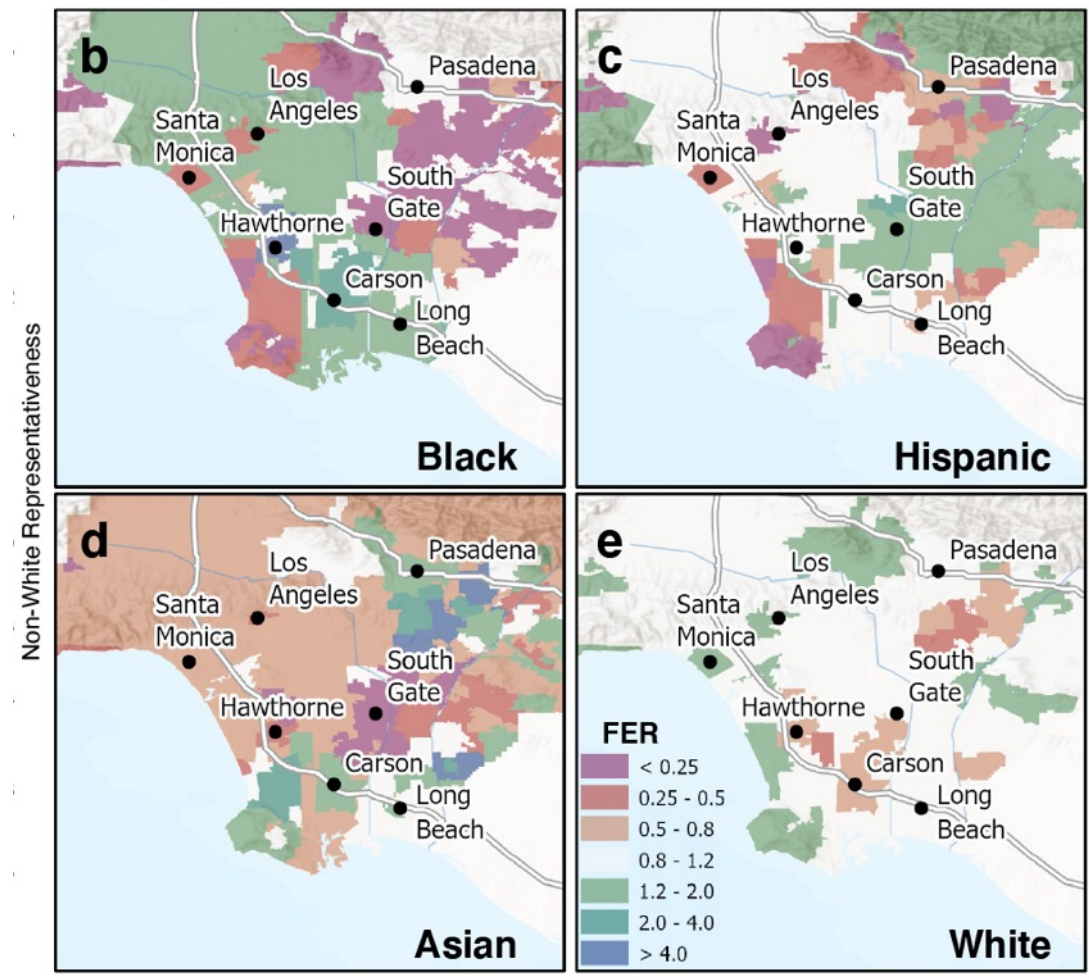 Non-White Representativeness
b
Los
Angeles
Pasadena
Santa
Monica
South
Gate
Hawthorne
Carson
Long
Beach
Black
c
Los
Angeles
Pasadena
Santa
Monica
South
Gate
Hawthorne
Carson
Long
Beach
Hispanic
d
Los
Angeles
Pasadena
Santa
Monica
South
Gate
Hawthorne
Carson
Long
Beach
Asian
e
Los
Angeles
Pasadena
Santa
Monica
South
Gate
Hawthorne
Carson
Long
Beach
FER
< 0.25
0.25 - 0.5
0.5 - 0.8
0.8 - 1.2
1.2 - 2.0
2.0 - 4.0
> 4.0
White